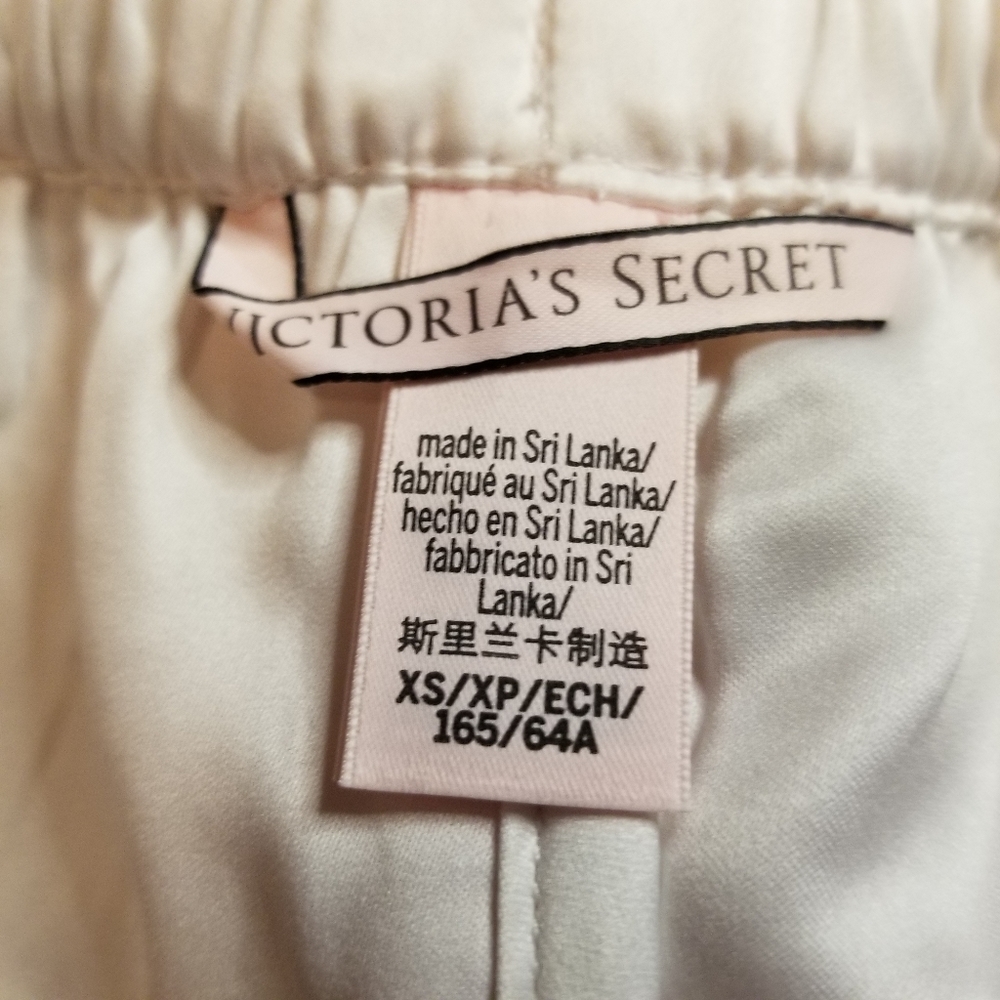 VICTORIA'S SECRET
made in Sri Lanka/
fabriqué au Sri Lanka/
hecho en Sri Lanka/
fabbricato in Sri
Lanka/
斯里兰卡制造
XS/XP/ECH/
165/64A